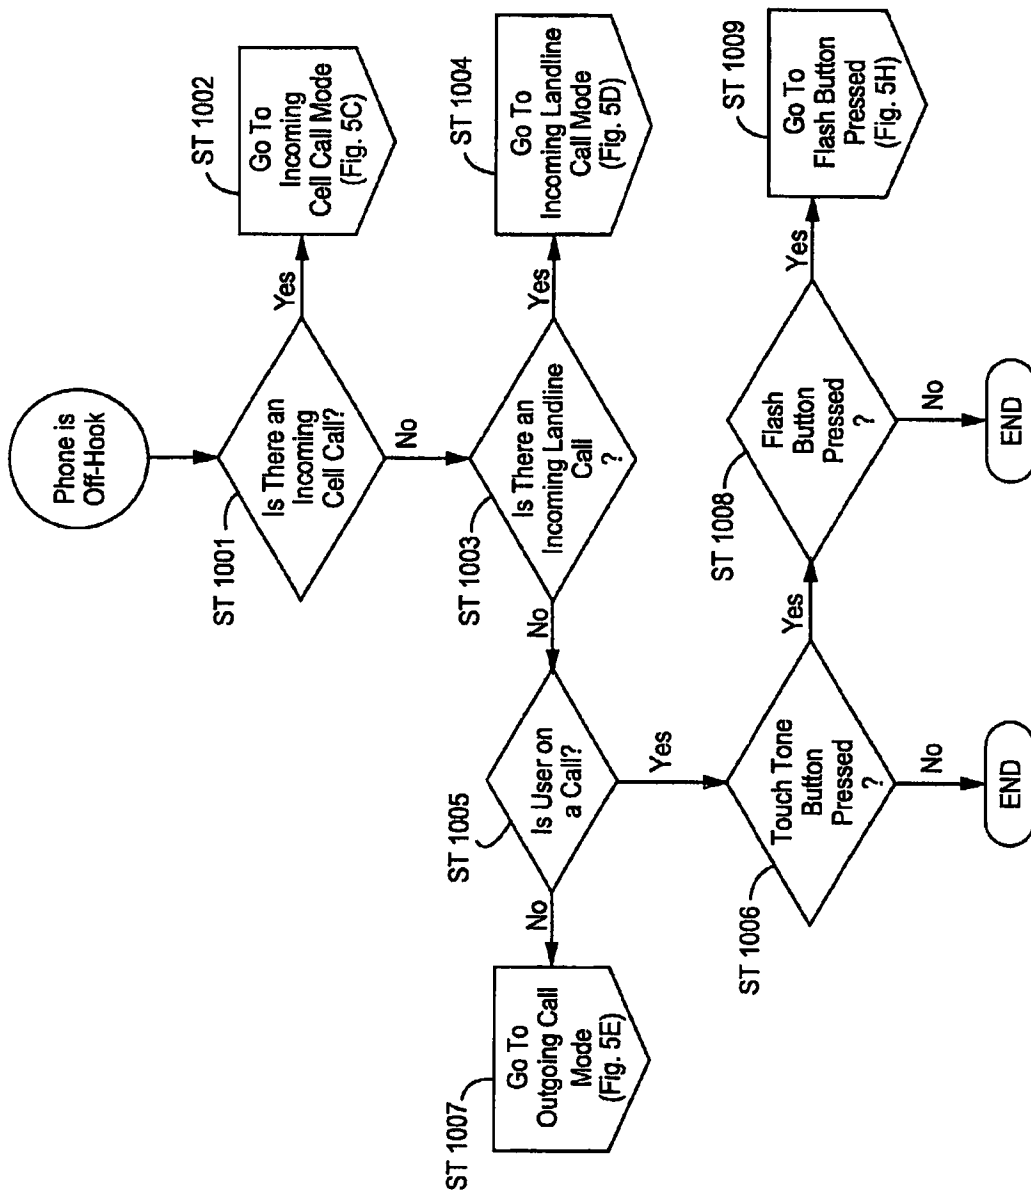 Phone is
Off-Hook
ST 1001
Is There an
Incoming
Cell Call?
Yes
ST 1002
Go To
Incoming
Cell Call Mode
(Fig. 5C)
No
ST 1003
Is There an
Incoming Landline
Call
?
Yes
ST 1004
Go To
Incoming Landline
Call Mode
(Fig. 5D)
No
ST 1005
Is User on
a Call?
No
ST 1007
Go To
Outgoing Call
Mode
(Fig. 5E)
Yes
ST 1006
Touch Tone
Button
Pressed
?
No
END
Yes
ST 1008
Flash
Button
Pressed
?
No
END
Yes
ST 1009
Go To
Flash Button
Pressed
(Fig. 5H)